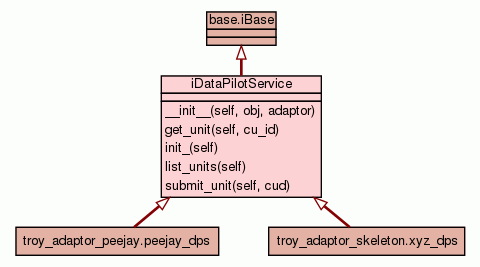 base.iBase
iDataPilotService
__init__(self, obj, adaptor)
get_unit(self, cu_id)
init_(self)
list_units(self)
submit_unit(self, cud)
troy_adaptor_peejay.peejay_dps
troy_adaptor_skeleton.xyz_dps